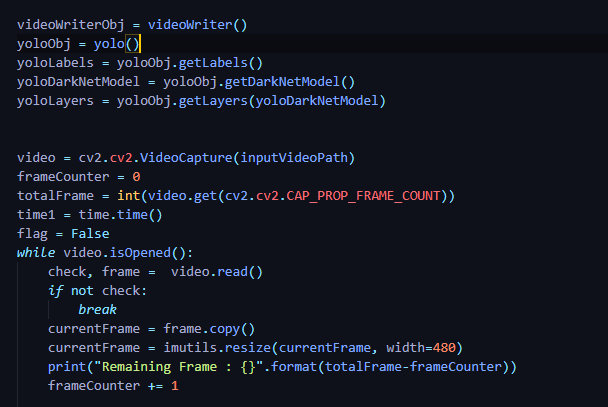 videoWriterObj = videoWriter()
yoloObj = yolo()
yoloLabels = yoloObj.getLabels()
yoloDarkNetModel = yoloObj.getDarkNetModel()
yoloLayers = yoloObj.getLayers(yoloDarkNetModel)
video = cv2.cv2.VideoCapture(inputVideoPath)
frameCounter = 0
totalFrame = int(video.get(cv2.cv2.CAP_PROP_FRAME_COUNT))
time1 = time.time()
flag = False
while video.isOpened():
    check, frame =  video.read()
    if not check:
        break
    currentFrame = frame.copy()
    currentFrame = imutils.resize(currentFrame, width=480)
    print("Remaining Frame : {}".format(totalFrame-frameCounter))
    frameCounter += 1